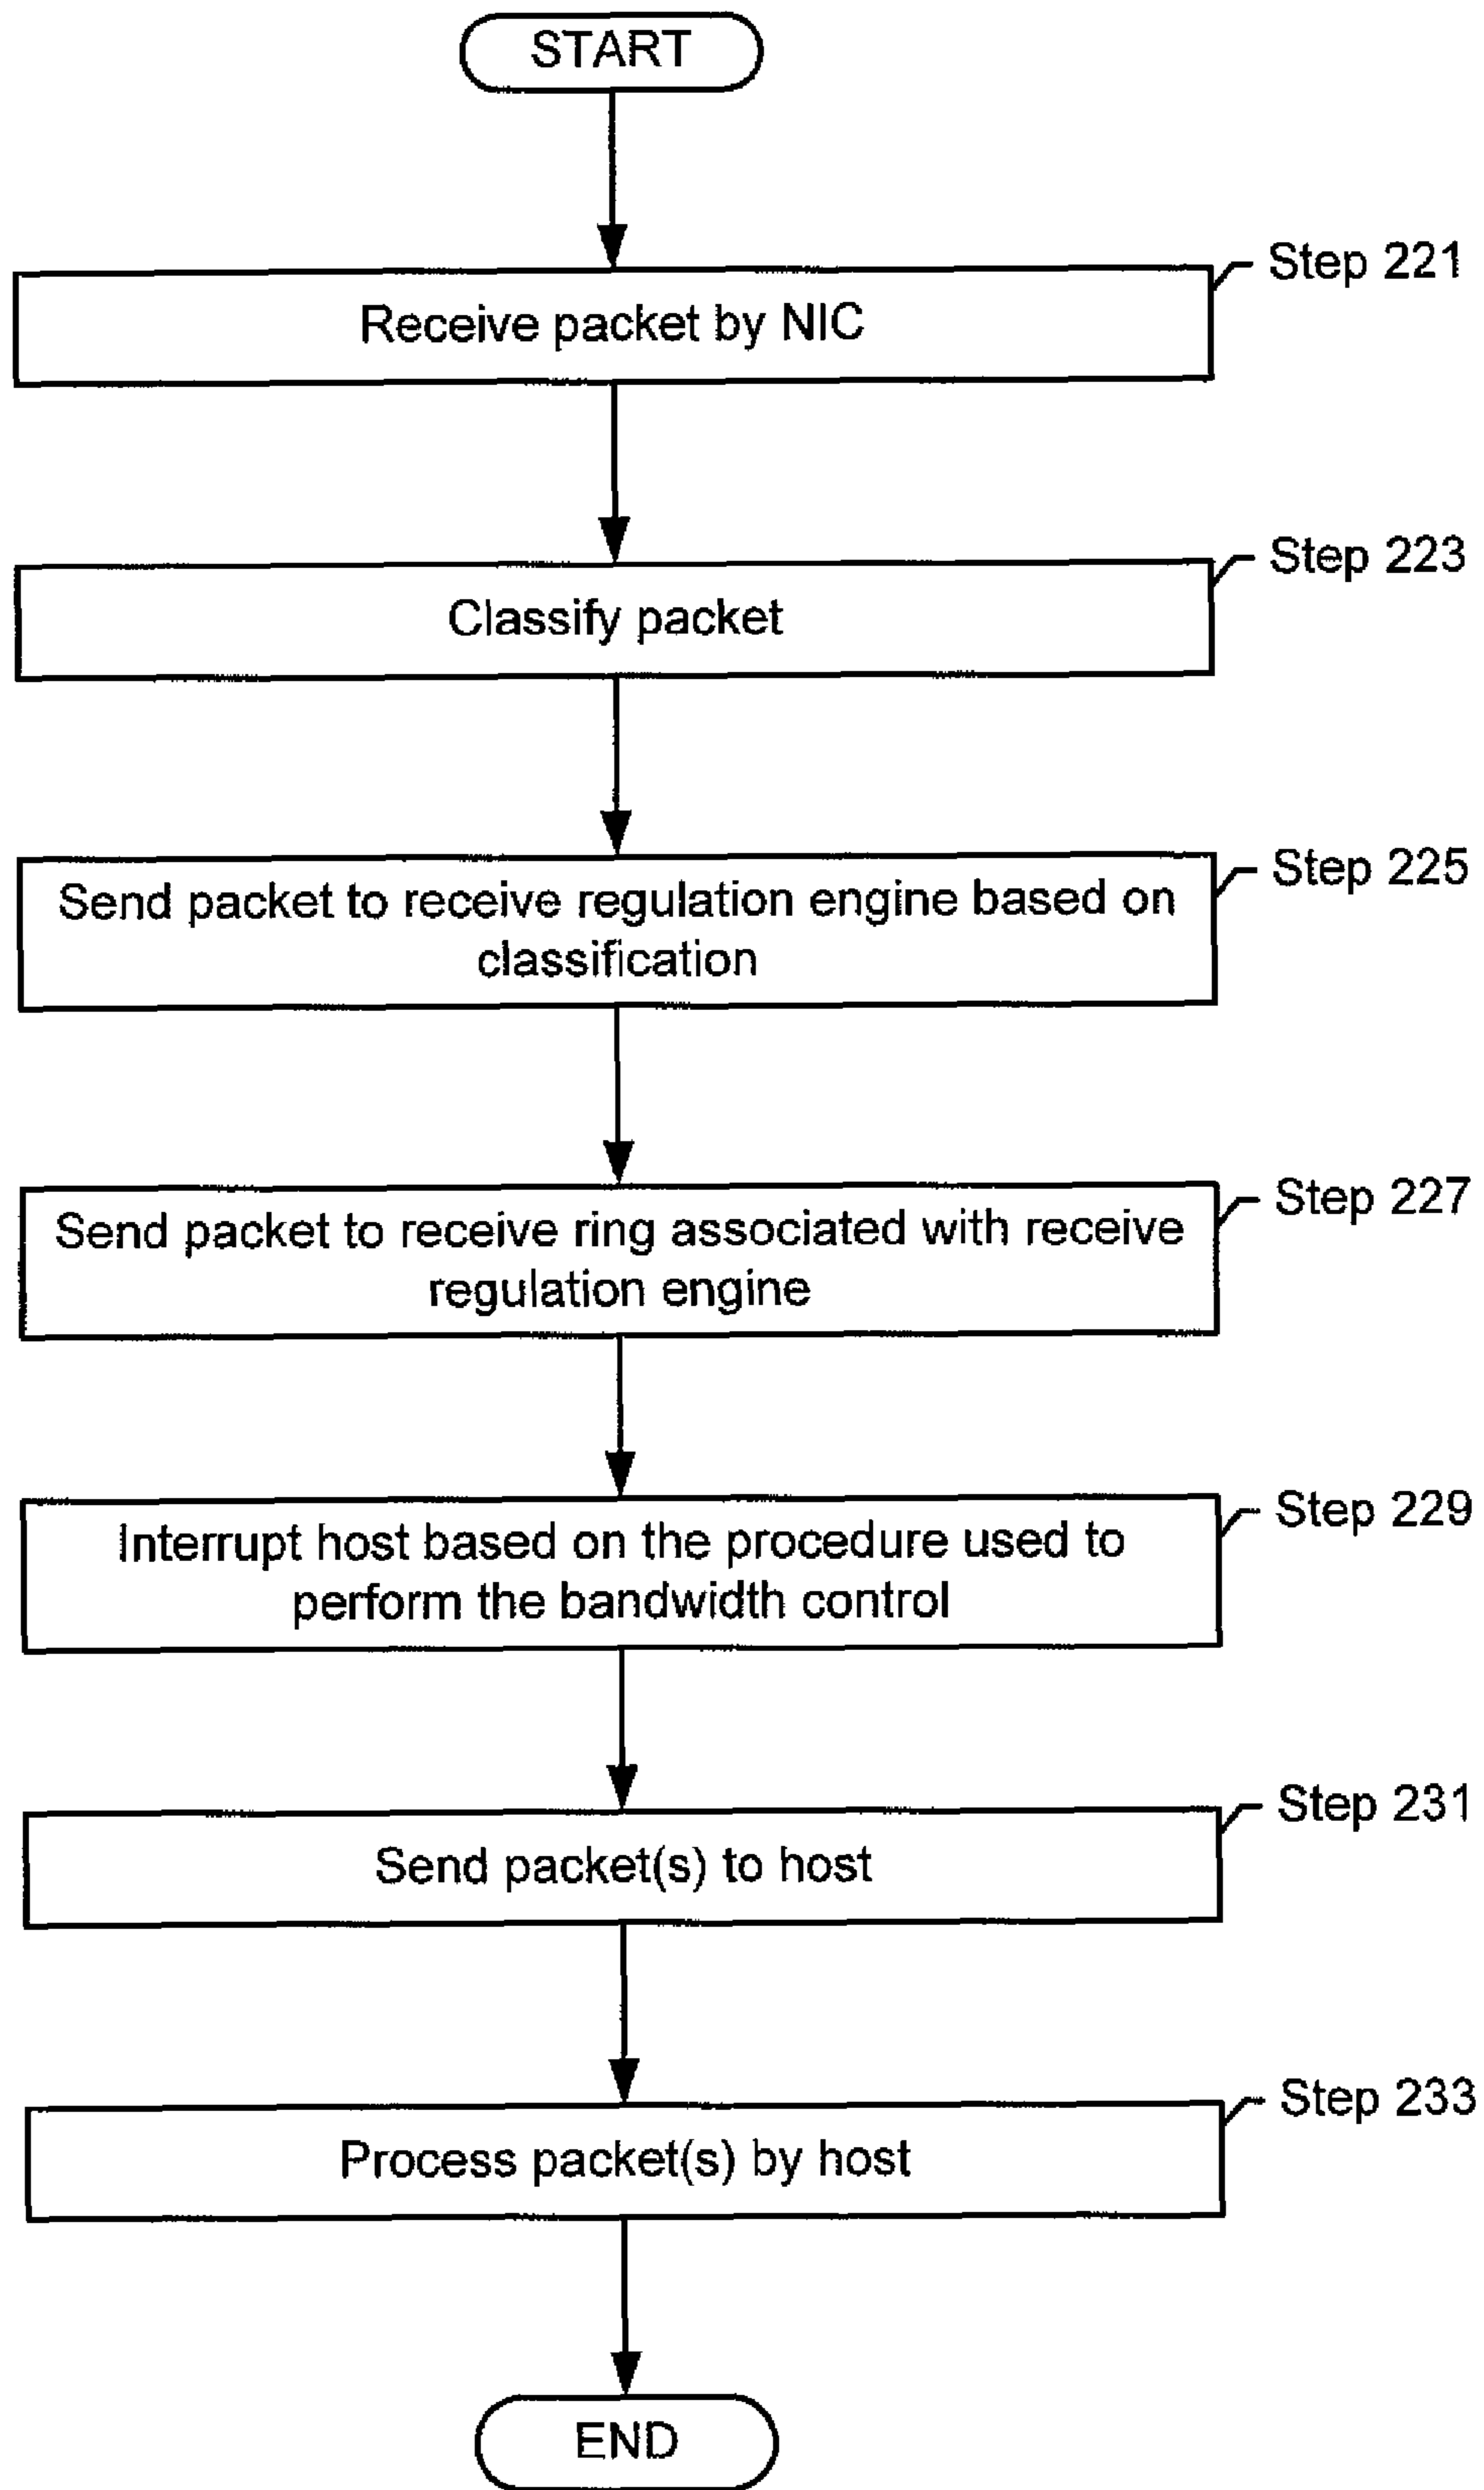 START
Step 221
Receive packet by NIC
Step 223
Classify packet
Step 225
Send packet to receive regulation engine based on
classification
Step 227
Send packet to receive ring associated with receive
regulation engine
Step 229
Interrupt host based on the procedure used to
perform the bandwidth control
Step 231
Send packet(s) to host
Step 233
Process packet(s) by host
END